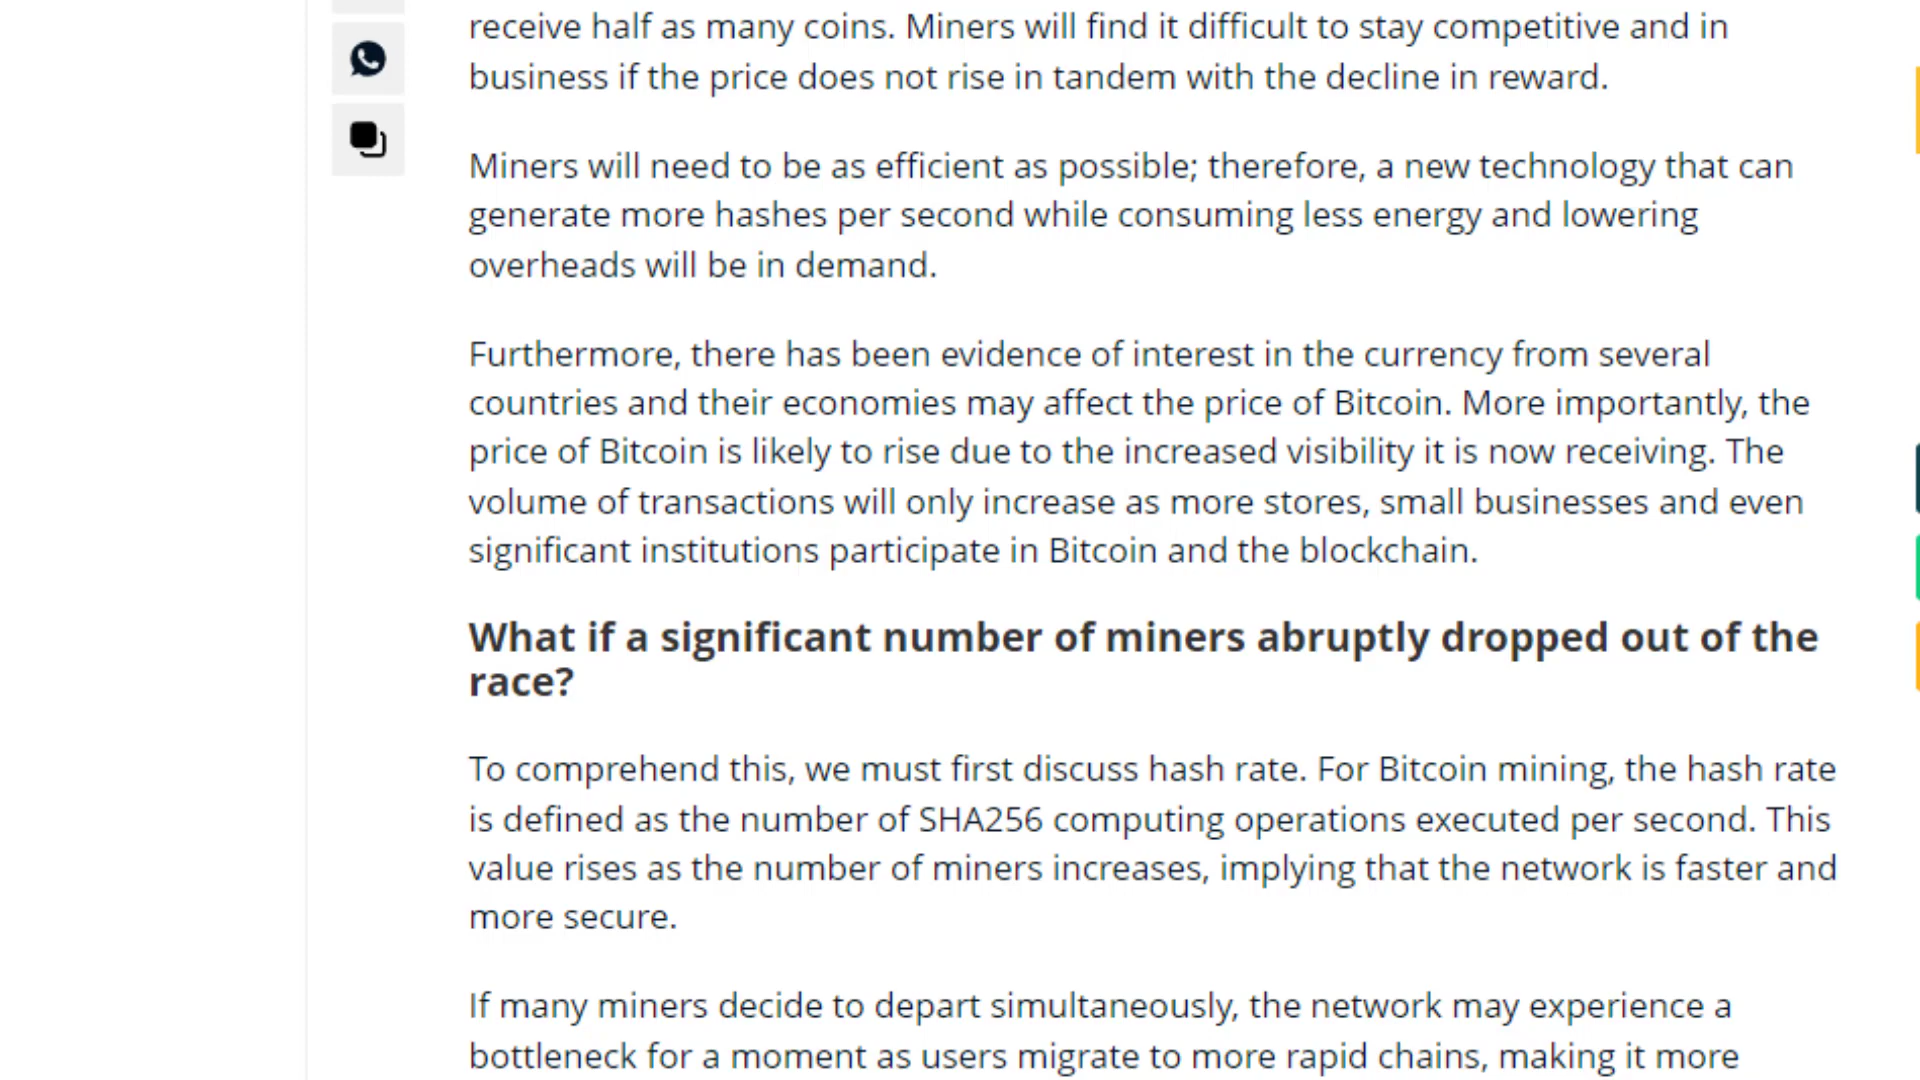 receive half as many coins. Miners will find it difficult to stay competitive and in
business if the price does not rise in tandem with the decline in reward.
Miners will need to be as efficient as possible; therefore, a new technology that can
generate more hashes per second while consuming less energy and lowering
overheads will be in demand.
Furthermore, there has been evidence of interest in the currency from several
countries and their economies may affect the price of Bitcoin. More importantly, the
price of Bitcoin is likely to rise due to the increased visibility it is now receiving. The
volume of transactions will only increase as more stores, small businesses and even
significant institutions participate in Bitcoin and the blockchain.
What if a significant number of miners abruptly dropped out of the
race?
To comprehend this, we must first discuss hash rate. For Bitcoin mining, the hash rate
is defined as the number of SHA256 computing operations executed per second. This
value rises as the number of miners increases, implying that the network is faster and
more secure.
If many miners decide to depart simultaneously, the network may experience a
bottleneck for a moment as users migrate to more rapid chains, making it more